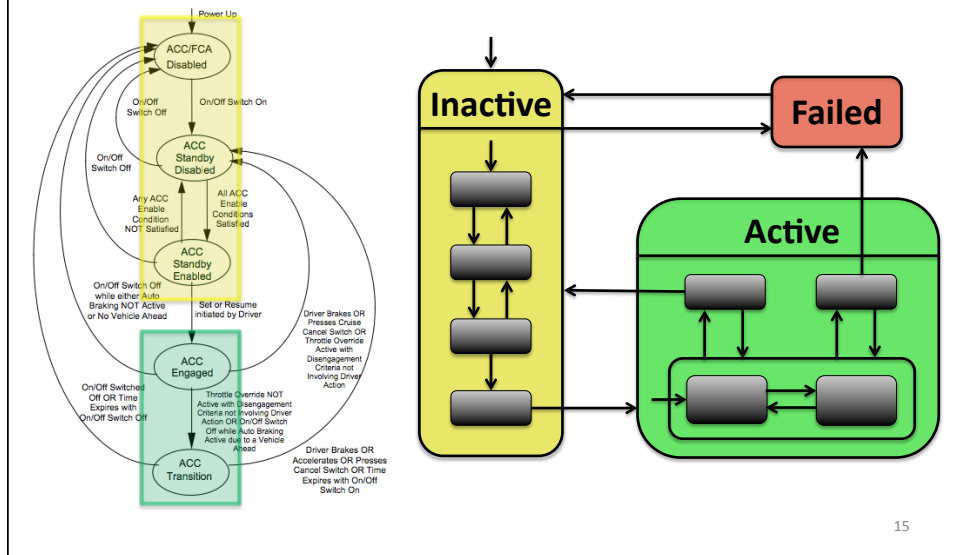 Power Up
ACC/FCA
Disabled
On/Off
Switch Off
On/Off Switch On
ACC
Standby
Disabled
On/Off
Switch Off
Any ACC
Enable
Condition
NOT Satisfied
All ACC
Enable
Conditions
Satisfied
ACC
Standby
Enabled
On/Off Switch Off
while either Auto
Braking NOT Active
or No Vehicle Ahead
Set or Resume
initiated by Driver
Driver Brakes OR
Presses Cruise
Cancel Switch OR
Throttle Override
Active with
Disengagement
Criteria not
Involving Driver
Action
ACC
Engaged
On/Off Switched
Off OR Time
Expires with
On/Off Switch Off
Throttle Override NOT
Active with Disengagement
Criteria not Involving Driver
Action OR On/Off Switch
Off while Auto Braking
Active due to a Vehicle
Ahead
ACC
Transition
Driver Brakes OR
Accelerates OR Presses
Cancel Switch OR Time
Expires with On/Off
Switch On
Inactive
Failed
Active
15